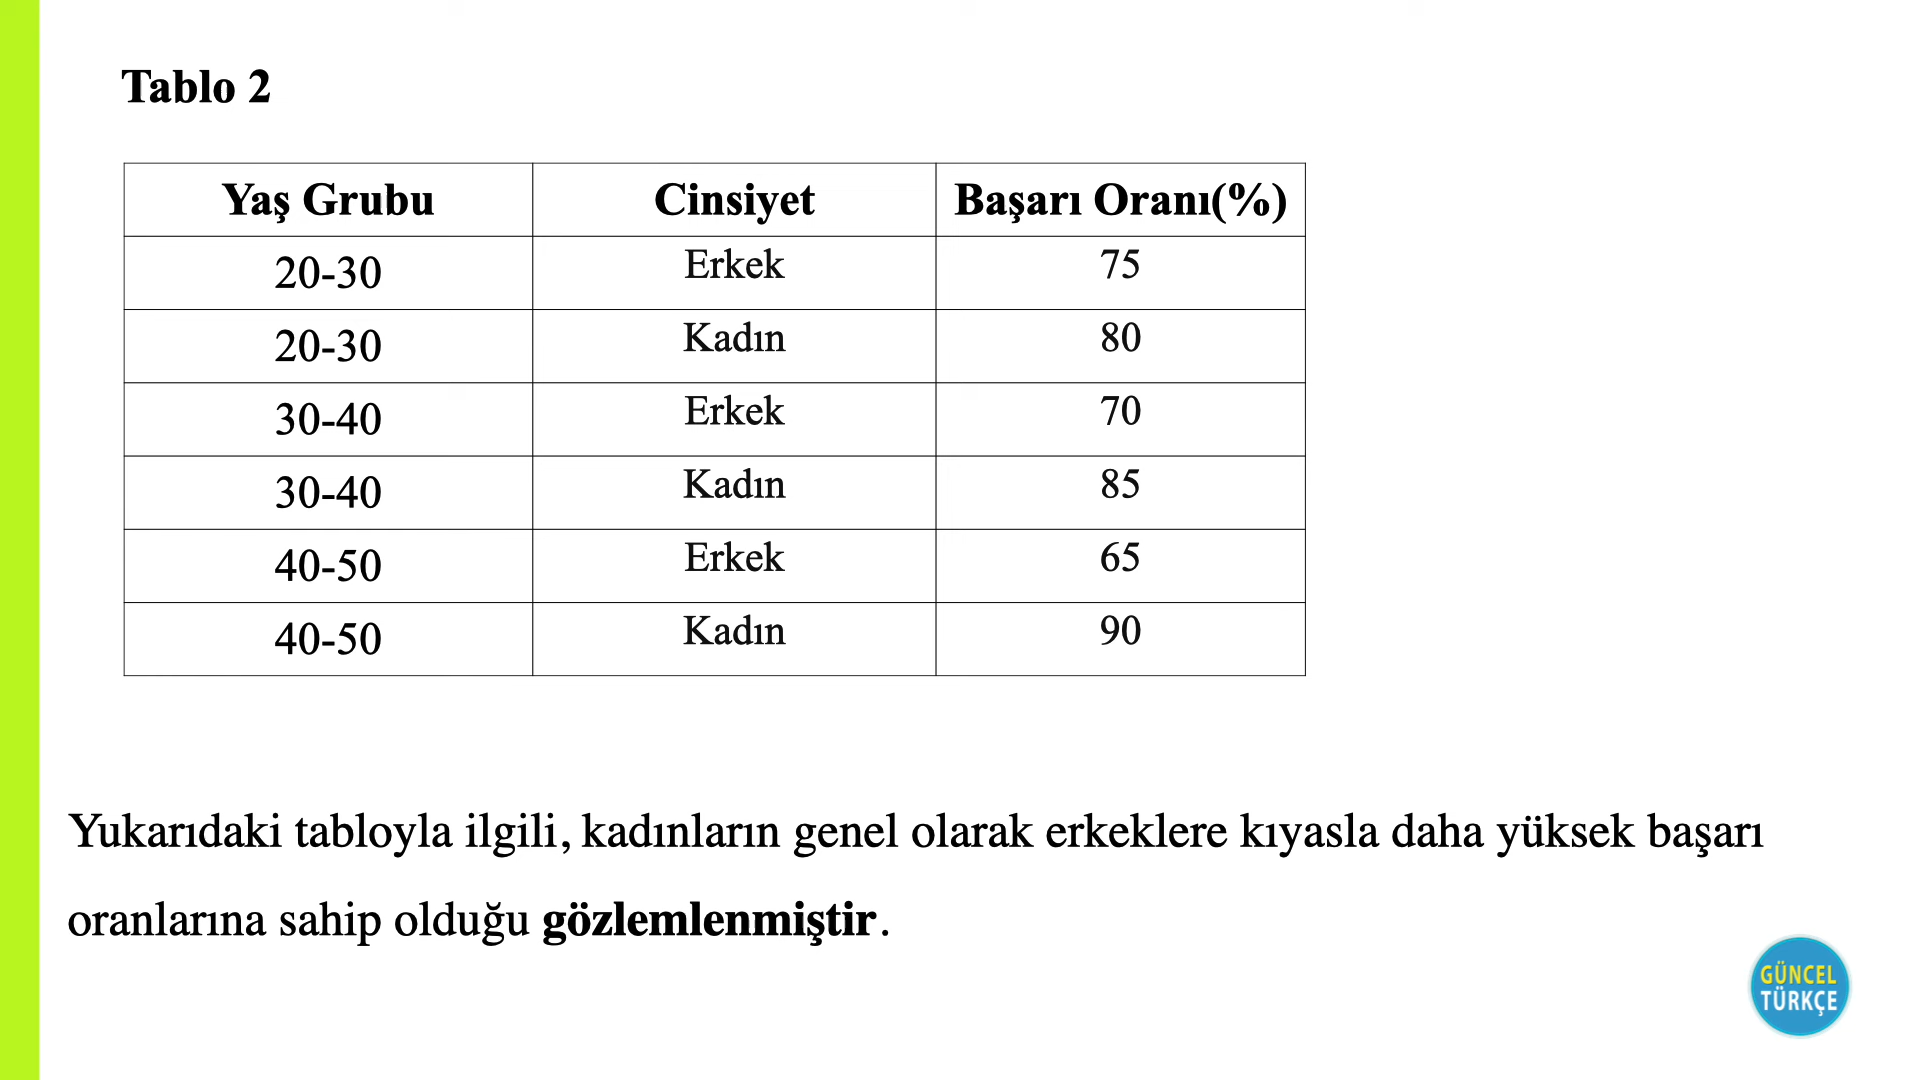 Tablo 2
Yaş Grubu Cinsiyet Başarı Oranı(%)
20-30 Erkek 75
20-30 Kadın 80
30-40 Erkek 70
30-40 Kadın 85
40-50 Erkek 65
40-50 Kadın 90
Yukarıdaki tabloyla ilgili, kadınların genel olarak erkeklere kıyasla daha yüksek başarı
oranlarına sahip olduğu gözlemlenmiştir.
GÜNCEL
TÜRKÇE